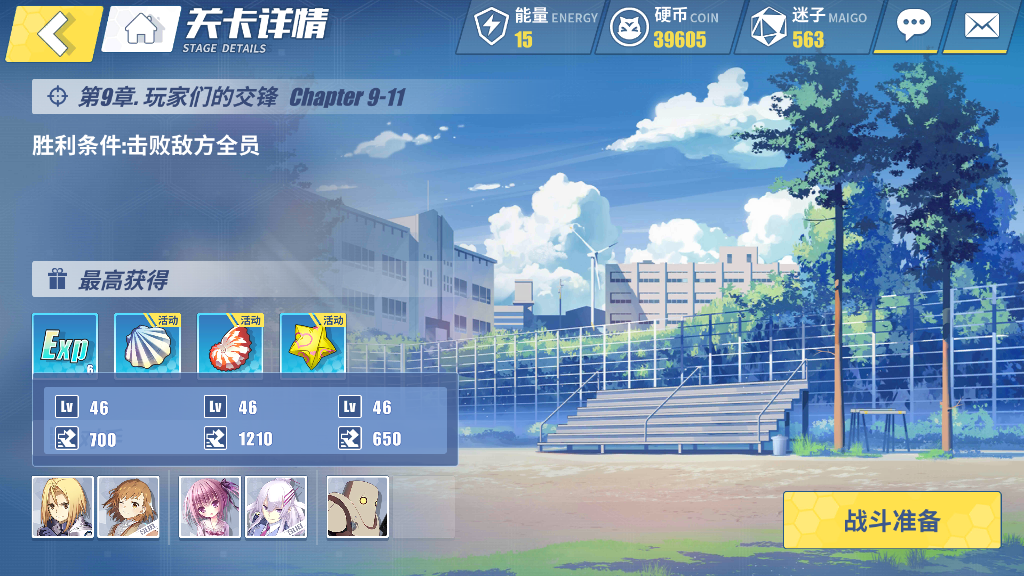 关卡详情
STAGE DETAILS
能量 ENERGY
15
硬币 COIN
39605
迷子 MAIGO
563
第9章.玩家们的交锋 Chapter 9-11
胜利条件:击败敌方全员
最高获得
Exp
6
活动
活动
活动
Lv 46
Lv 46
Lv 46
700
1210
650
战斗准备